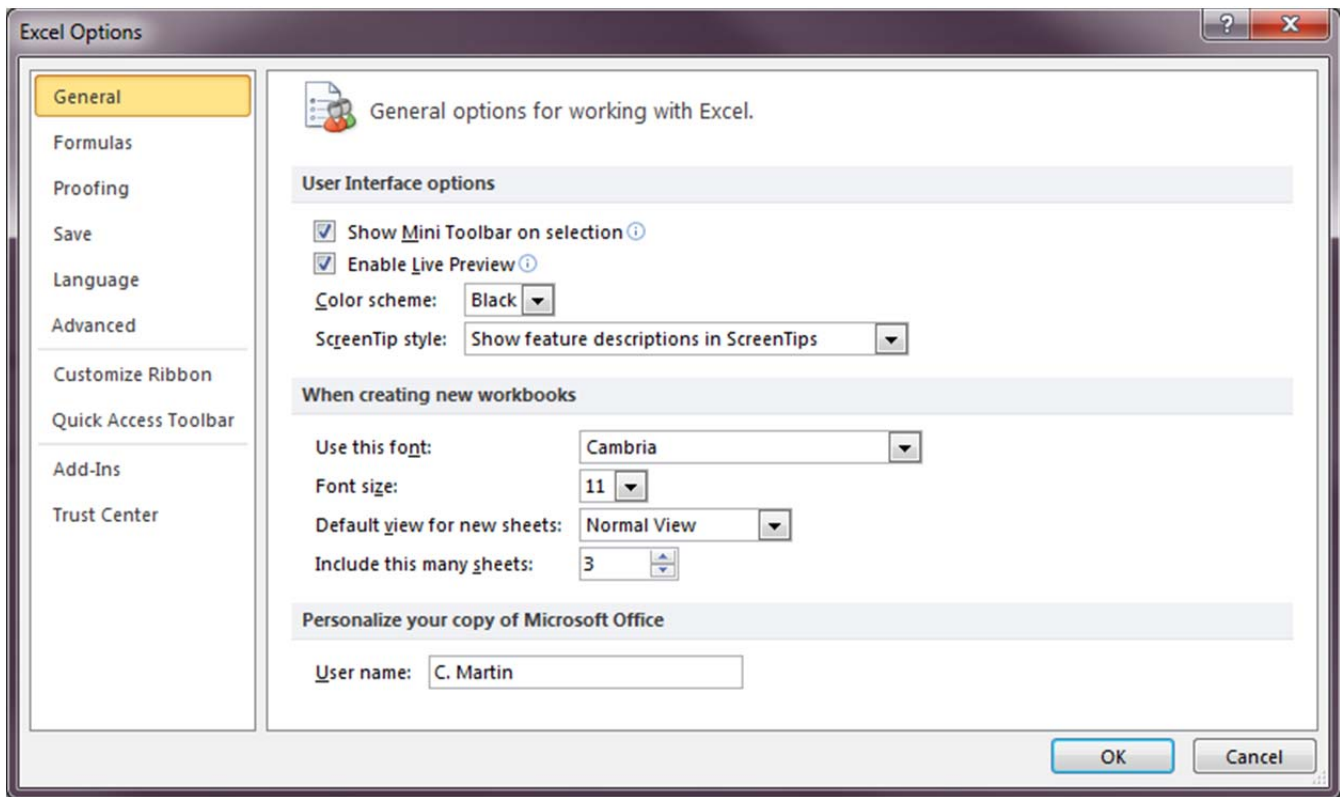 Excel Options
?
X
General
Formulas
Proofing
Save
Language
Advanced
Customize Ribbon
Quick Access Toolbar
Add-Ins
Trust Center
General options for working with Excel.
User Interface options
Show Mini Toolbar on selection
Enable Live Preview
Color scheme: Black
ScreenTip style: Show feature descriptions in ScreenTips
When creating new workbooks
Use this font: Cambria
Font size: 11
Default view for new sheets: Normal View
Include this many sheets: 3
Personalize your copy of Microsoft Office
User name: C. Martin
OK Cancel